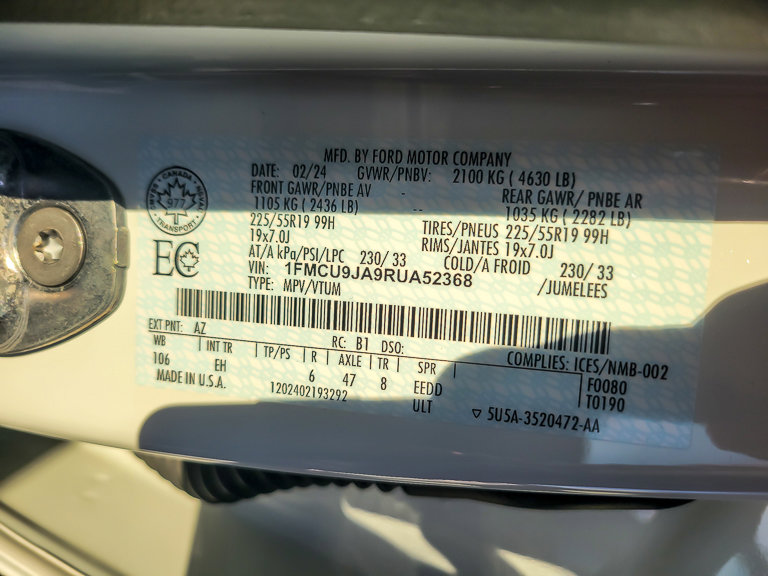 MFD. BY FORD MOTOR COMPANY
DATE: 02/24 GVWR/PNBV: 2100 KG ( 4630 LB)
FRONT GAWR/PNBE AV - REAR GAWR/ PNBE AR
1105 KG ( 2436 LB) -- 1035 KG ( 2282 LB)
225/55R19 99H TIRES/PNEUS 225/55R19 99H
19x7.0J RIMS/JANTES 19x7.0J
AT/A kPa/PSI/LPC 230/ 33 COLD/A FROID 230/ 33
VIN: 1FMCU9JA9RUA52368 /JUMELEES
TYPE: MPV/VTUM
CANADA
977
TRANSPORT
EC
EXT PNT: AZ RC: B1 DSO: COMPLIES: ICES/NMB-002
WB INT TR TP/PS R AXLE TR SPR F0080
106 EH 6 47 8 EEDD T0190
MADE IN U.S.A. 1202402193292 ULT ▽ 5U5A-3520472-AA